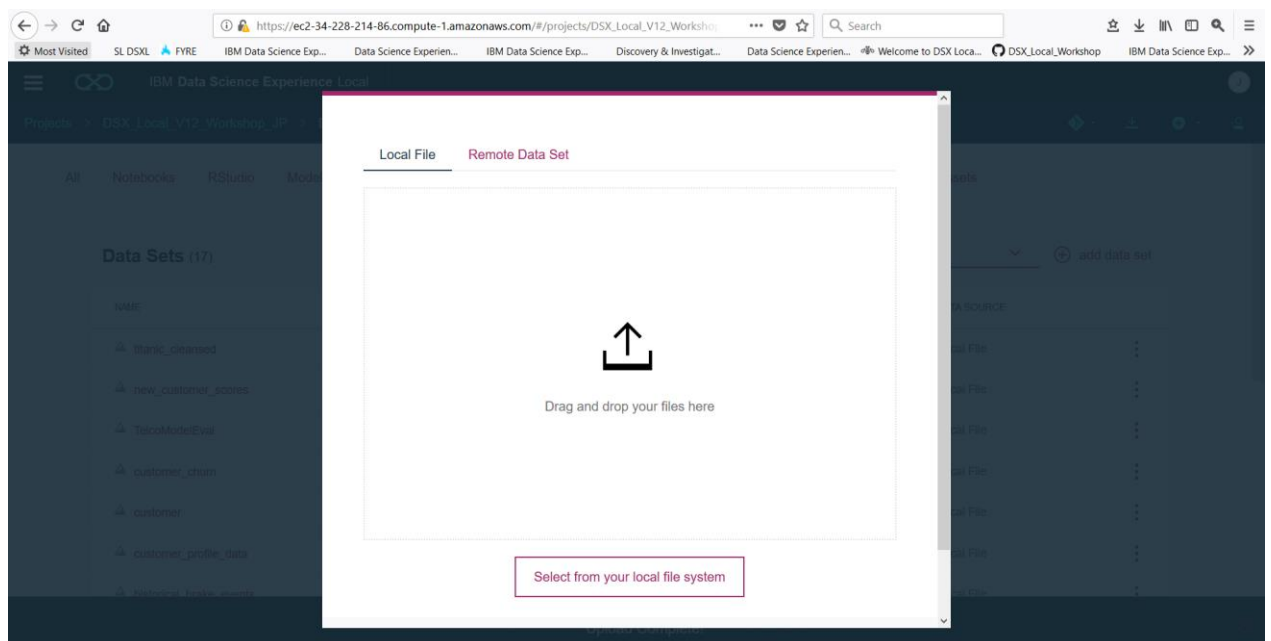 https://ec2-34-228-214-86.compute-1.amazonaws.com/#/projects/DSX_Local_V12_Workshop
Search
Most Visited SL DSXL FYRE IBM Data Science Exp... Data Science Experien... IBM Data Science Exp... Discovery & Investigat... Data Science Experien... Welcome to DSX Loca... DSX_Local_Workshop IBM Data Science Exp...
IBM Data Science Experience Local
Projects DSX_Local_V12_Workshop_JP
Local File Remote Data Set
All Notebooks RStudio Model
Data Sets (17) add data set
NAME
titanic_cleansed
new_customer_scores
Drag and drop your files here
TelcoModelEval
customer_churn
customer
customer_profile_data
Select from your local file system
historical_brake_events
Upload Complete!